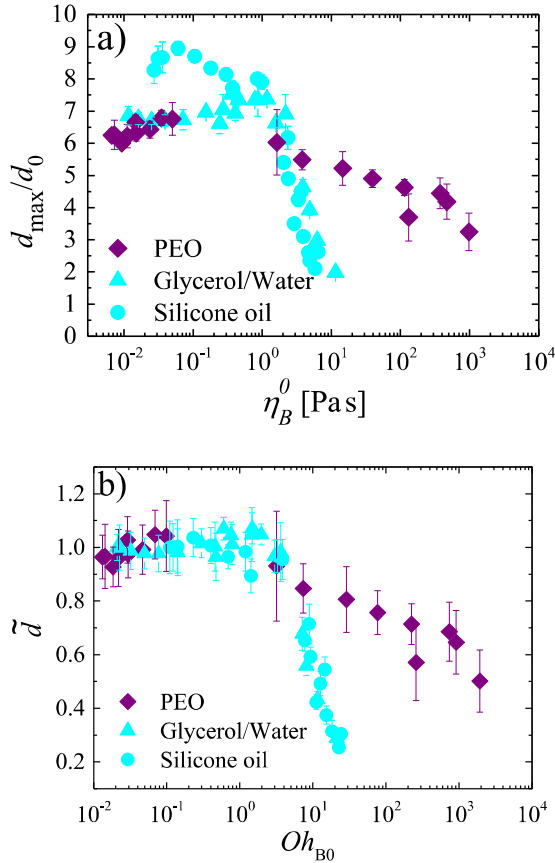 a)
10
9
8
7
6
5
4
3
2
1
0
d_max/d_0
PEO
Glycerol/Water
Silicone oil
10^-2 10^-1 10^0 10^1 10^2 10^3 10^4
η_B^0 [Pa s]
b)
1.2
1.0
0.8
0.6
0.4
0.2
d̃
PEO
Glycerol/Water
Silicone oil
10^-2 10^-1 10^0 10^1 10^2 10^3 10^4
Oh_B0